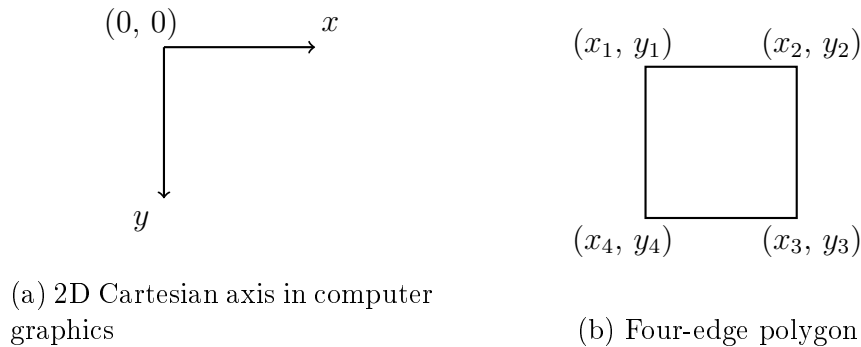 (0, 0)
x
y
(a) 2D Cartesian axis in computer
graphics
(x₁, y₁) (x₂, y₂)
(x₄, y₄) (x₃, y₃)
(b) Four-edge polygon